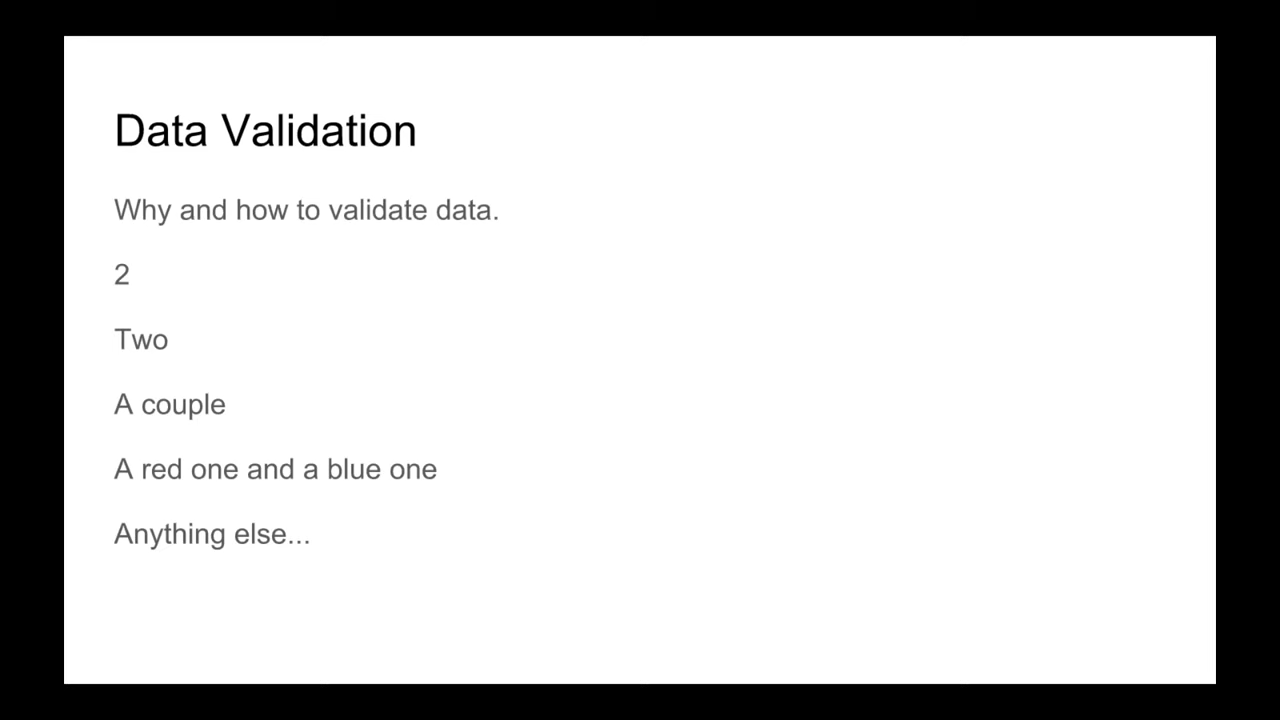 Data Validation
Why and how to validate data.
2
Two
A couple
A red one and a blue one
Anything else...